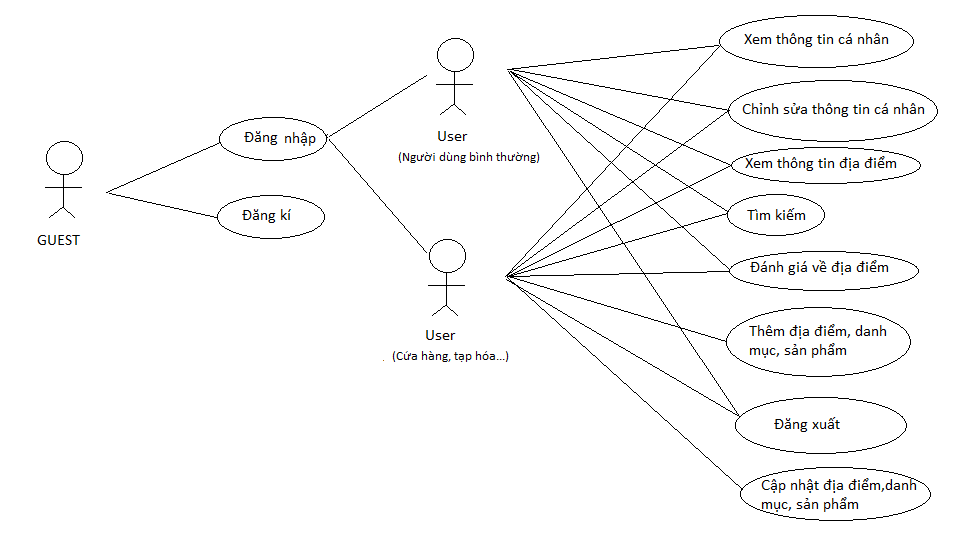 GUEST
Đăng nhập
Đăng kí
User
(Người dùng bình thường)
User
(Cửa hàng, tạp hóa...)
Xem thông tin cá nhân
Chỉnh sửa thông tin cá nhân
Xem thông tin địa điểm
Tìm kiếm
Đánh giá về địa điểm
Thêm địa điểm, danh
mục, sản phẩm
Đăng xuất
Cập nhật địa điểm,danh
mục, sản phẩm